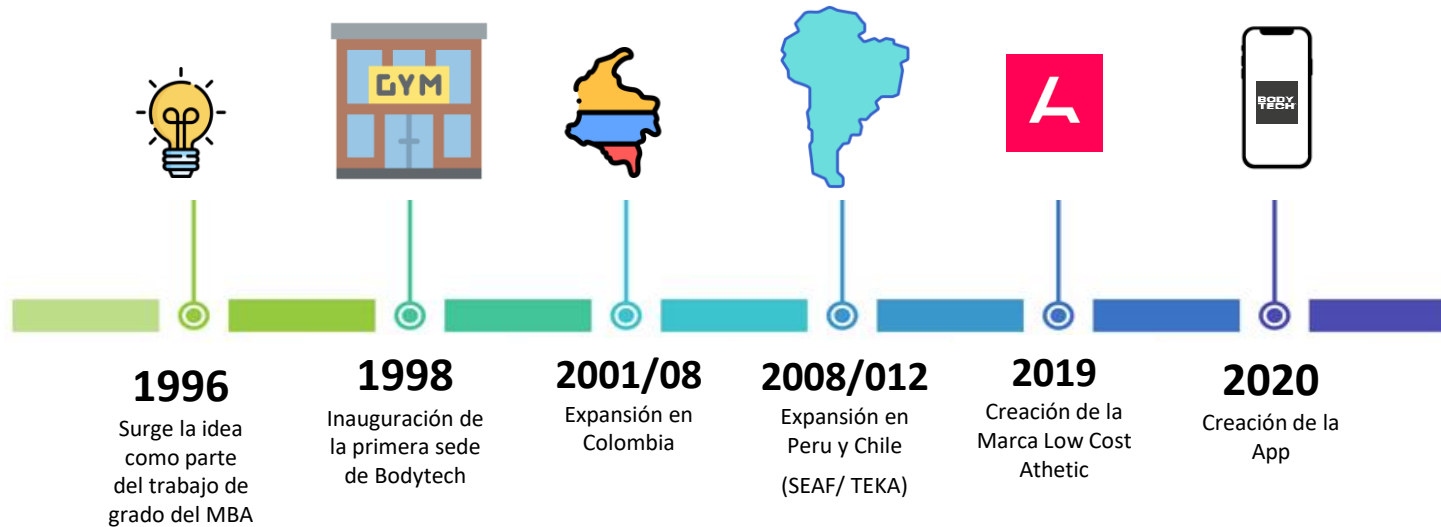 GYM
BODY
TECH
1996
Surge la idea
como parte
del trabajo de
grado del MBA
1998
Inauguración de
la primera sede
de Bodytech
2001/08
Expansión en
Colombia
2008/012
Expansión en
Peru y Chile
(SEAF/ TEKA)
2019
Creación de la
Marca Low Cost
Athetic
2020
Creación de la
App